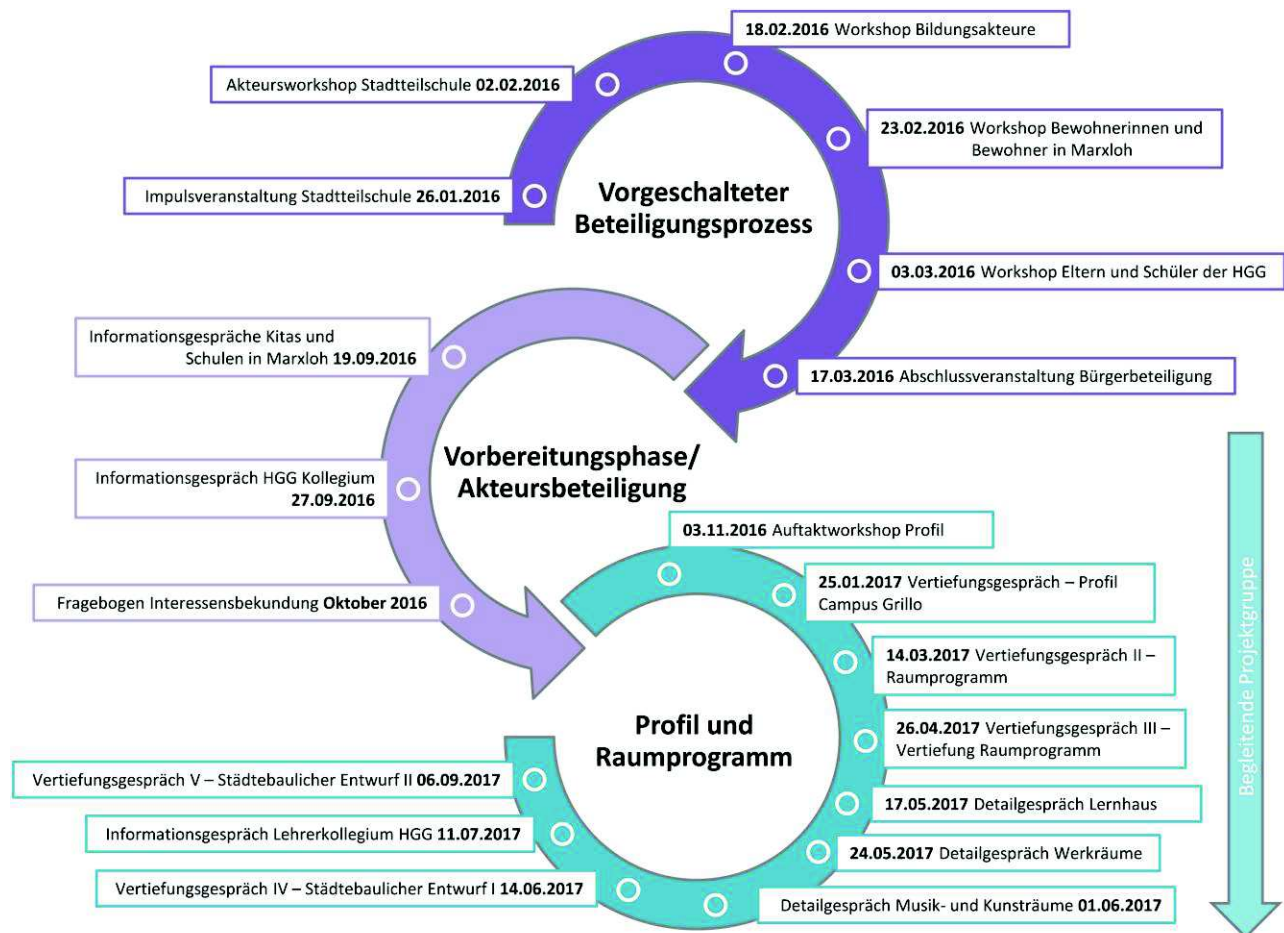 18.02.2016 Workshop Bildungsakteure
Akteursworkshop Stadtteilschule 02.02.2016
23.02.2016 Workshop Bewohnerinnen und
Bewohner in Marxloh
Impulsveranstaltung Stadtteilschule 26.01.2016
Vorgeschalteter
Beteiligungsprozess
03.03.2016 Workshop Eltern und Schüler der HGG
17.03.2016 Abschlussveranstaltung Bürgerbeteiligung
Informationsgespräche Kitas und
Schulen in Marxloh 19.09.2016
Vorbereitungsphase/
Akteursbeteiligung
Informationsgespräch HGG Kollegium
27.09.2016
Fragebogen Interessensbekundung Oktober 2016
03.11.2016 Auftaktworkshop Profil
25.01.2017 Vertiefungsgespräch – Profil
Campus Grillo
14.03.2017 Vertiefungsgespräch II –
Raumprogramm
Profil und
Raumprogramm
26.04.2017 Vertiefungsgespräch III –
Vertiefung Raumprogramm
17.05.2017 Detailgespräch Lernhaus
24.05.2017 Detailgespräch Werkräume
Detailgespräch Musik- und Kunsträume 01.06.2017
Vertiefungsgespräch IV – Städtebaulicher Entwurf I 14.06.2017
Informationsgespräch Lehrerkollegium HGG 11.07.2017
Vertiefungsgespräch V – Städtebaulicher Entwurf II 06.09.2017
Begleitende Projektgruppe